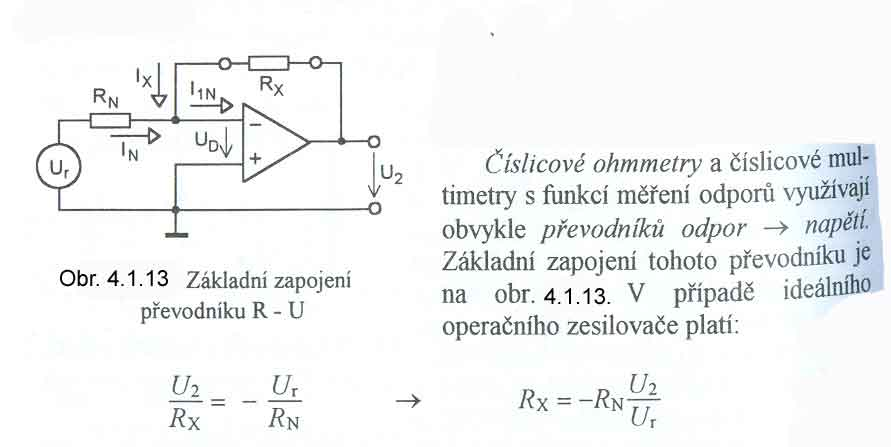 I_X
R_X
R_N
I_1N
I_N
U_D
−
+
U_r
U_2
Obr. 4.1.13 Základní zapojení
převodníku R - U
Číslicové ohmmetry a číslicové mul-
timetry s funkcí měření odporů využívají
obvykle převodníků odpor → napětí.
Základní zapojení tohoto převodníku je
na obr. 4.1.13. V případě ideálního
operačního zesilovače platí:
U_2/R_X = − U_r/R_N → R_X = −R_N U_2/U_r